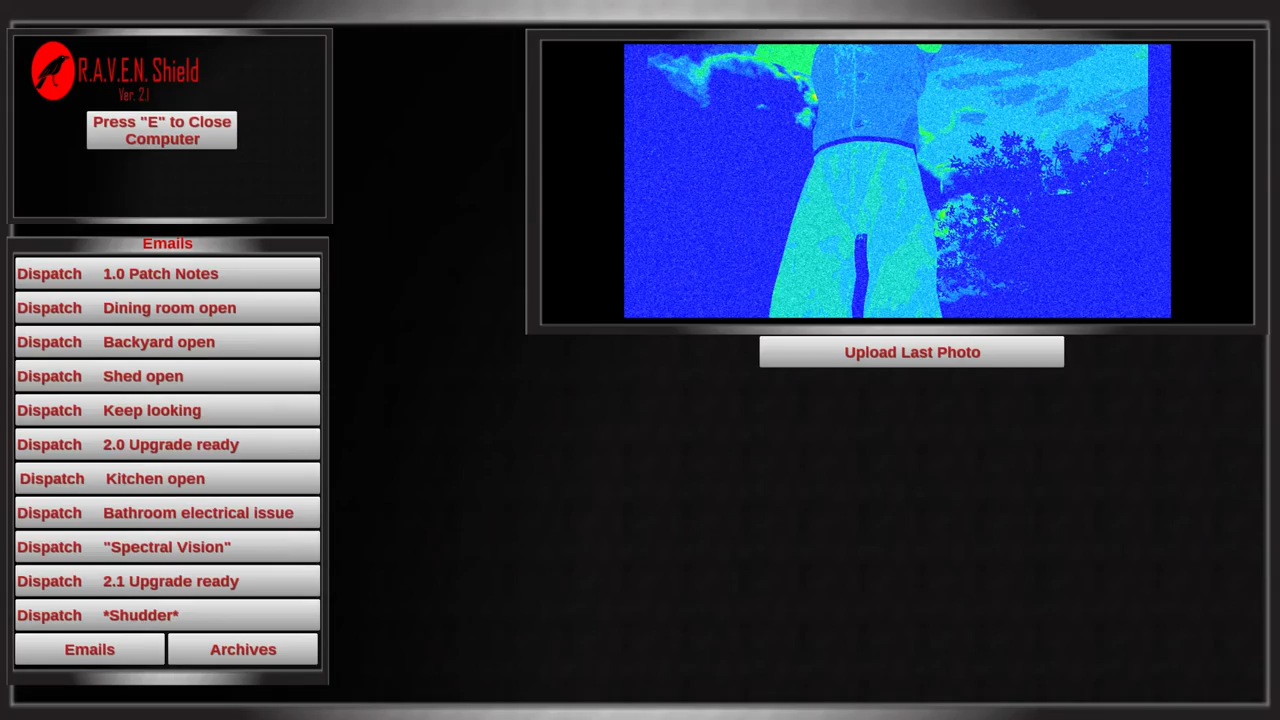 R.A.V.E.N. Shield
Ver. 2.1
Press "E" to Close
Computer
Emails
Dispatch 1.0 Patch Notes
Dispatch Dining room open
Dispatch Backyard open
Dispatch Shed open
Dispatch Keep looking
Dispatch 2.0 Upgrade ready
Dispatch Kitchen open
Dispatch Bathroom electrical issue
Dispatch "Spectral Vision"
Dispatch 2.1 Upgrade ready
Dispatch *Shudder*
Emails Archives
Upload Last Photo